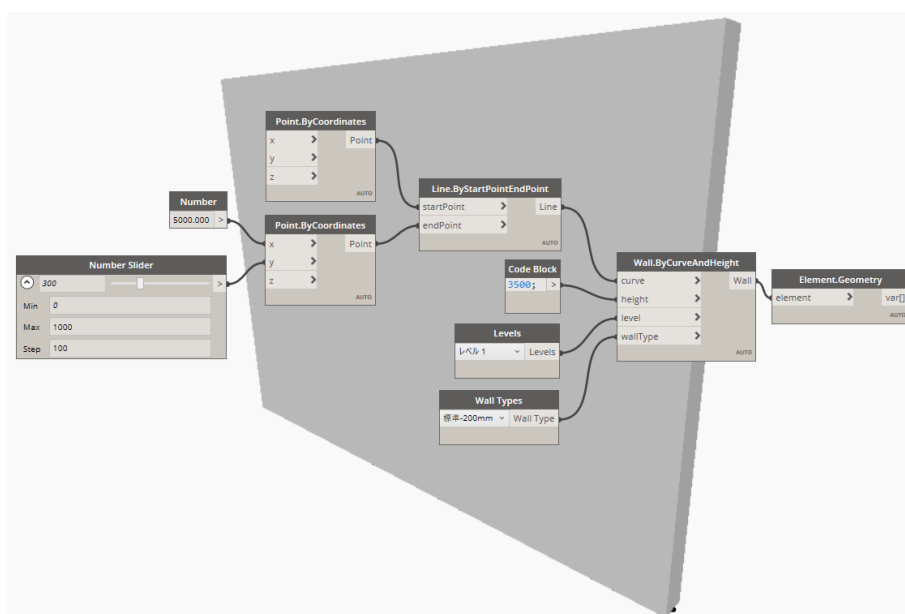 Point.ByCoordinates
x > Point
y >
z >
AUTO
Number
5000.000 >
Point.ByCoordinates
x > Point
y >
z >
AUTO
Number Slider
300 >
Min 0
Max 1000
Step 100
Line.ByStartPointEndPoint
startPoint > Line
endPoint >
AUTO
Code Block
3500; >
Levels
レベル 1 Levels
Wall Types
標準-200mm Wall Type
Wall.ByCurveAndHeight
curve > Wall
height >
level >
wallType >
AUTO
Element.Geometry
element > var[]
AUTO